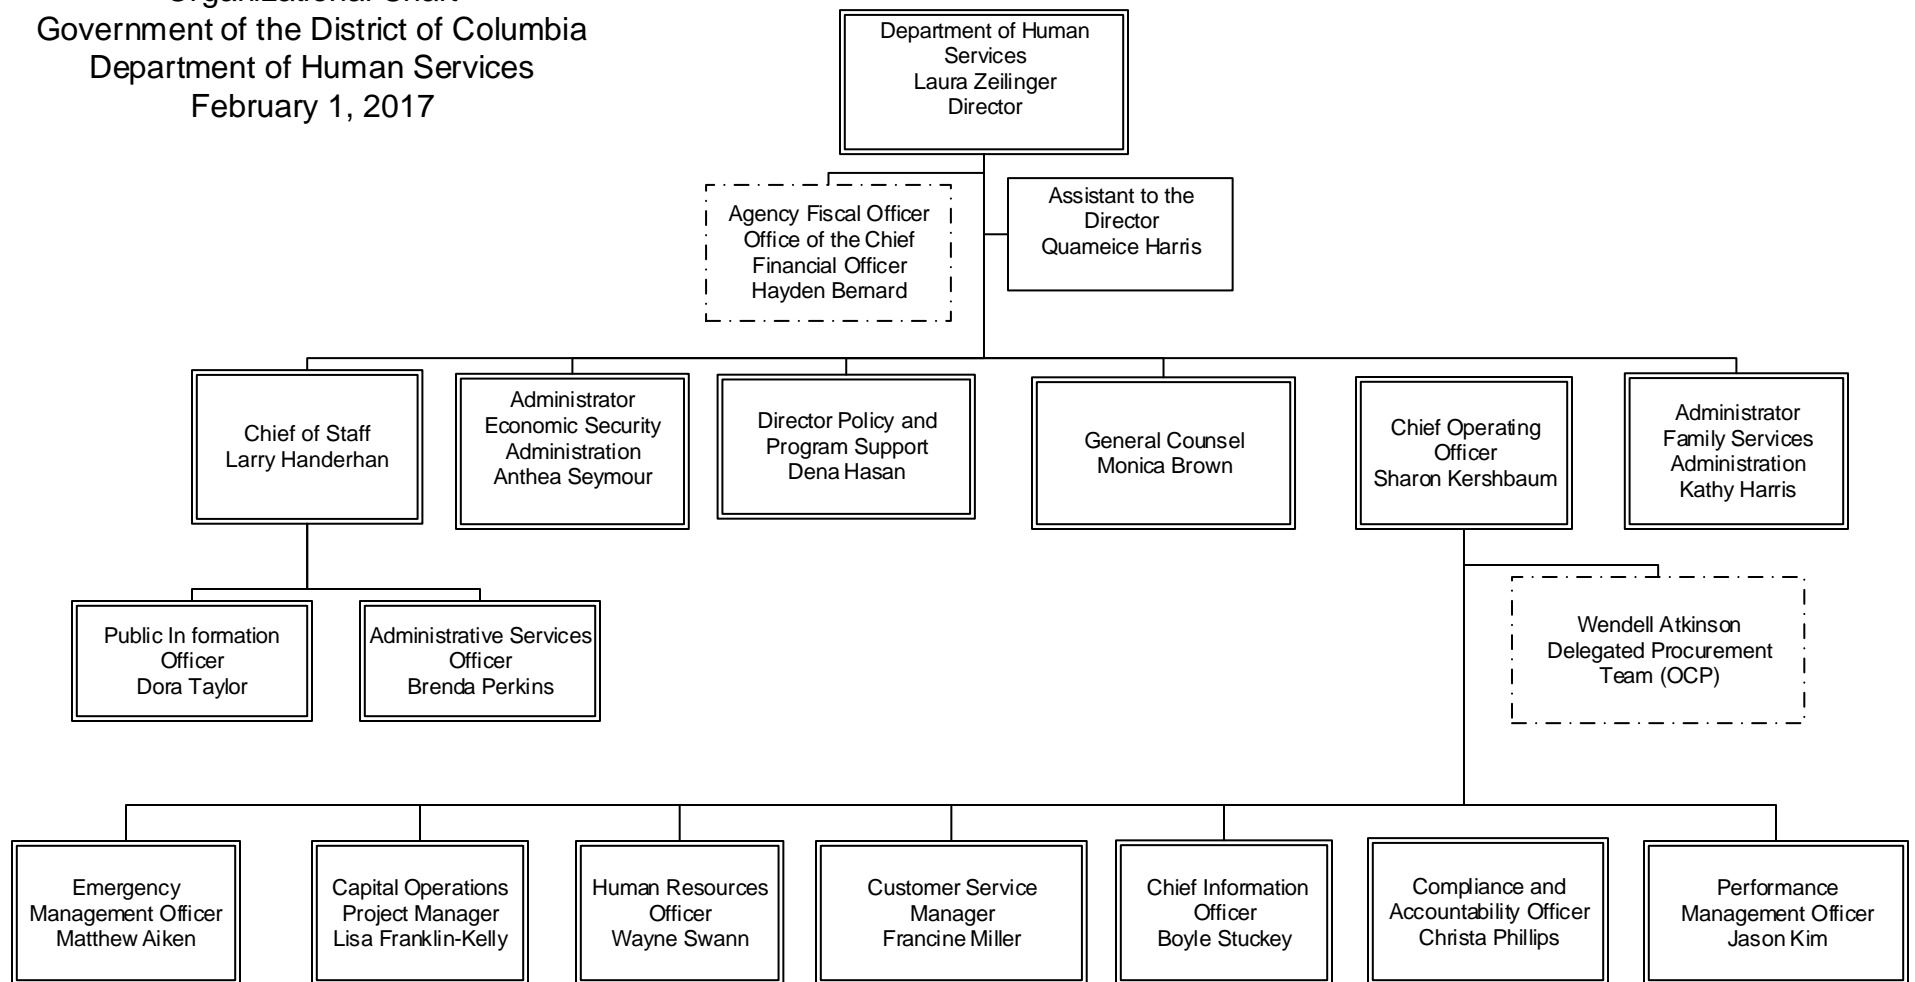 Organizational Chart
Government of the District of Columbia
Department of Human Services
February 1, 2017
Department of Human
Services
Laura Zeilinger
Director
Agency Fiscal Officer
Office of the Chief
Financial Officer
Hayden Bernard
Assistant to the
Director
Quameice Harris
Chief of Staff
Larry Handerhan
Administrator
Economic Security
Administration
Anthea Seymour
Director Policy and
Program Support
Dena Hasan
General Counsel
Monica Brown
Chief Operating
Officer
Sharon Kershbaum
Administrator
Family Services
Administration
Kathy Harris
Public In formation
Officer
Dora Taylor
Administrative Services
Officer
Brenda Perkins
Wendell Atkinson
Delegated Procurement
Team (OCP)
Emergency
Management Officer
Matthew Aiken
Capital Operations
Project Manager
Lisa Franklin-Kelly
Human Resources
Officer
Wayne Swann
Customer Service
Manager
Francine Miller
Chief Information
Officer
Boyle Stuckey
Compliance and
Accountability Officer
Christa Phillips
Performance
Management Officer
Jason Kim